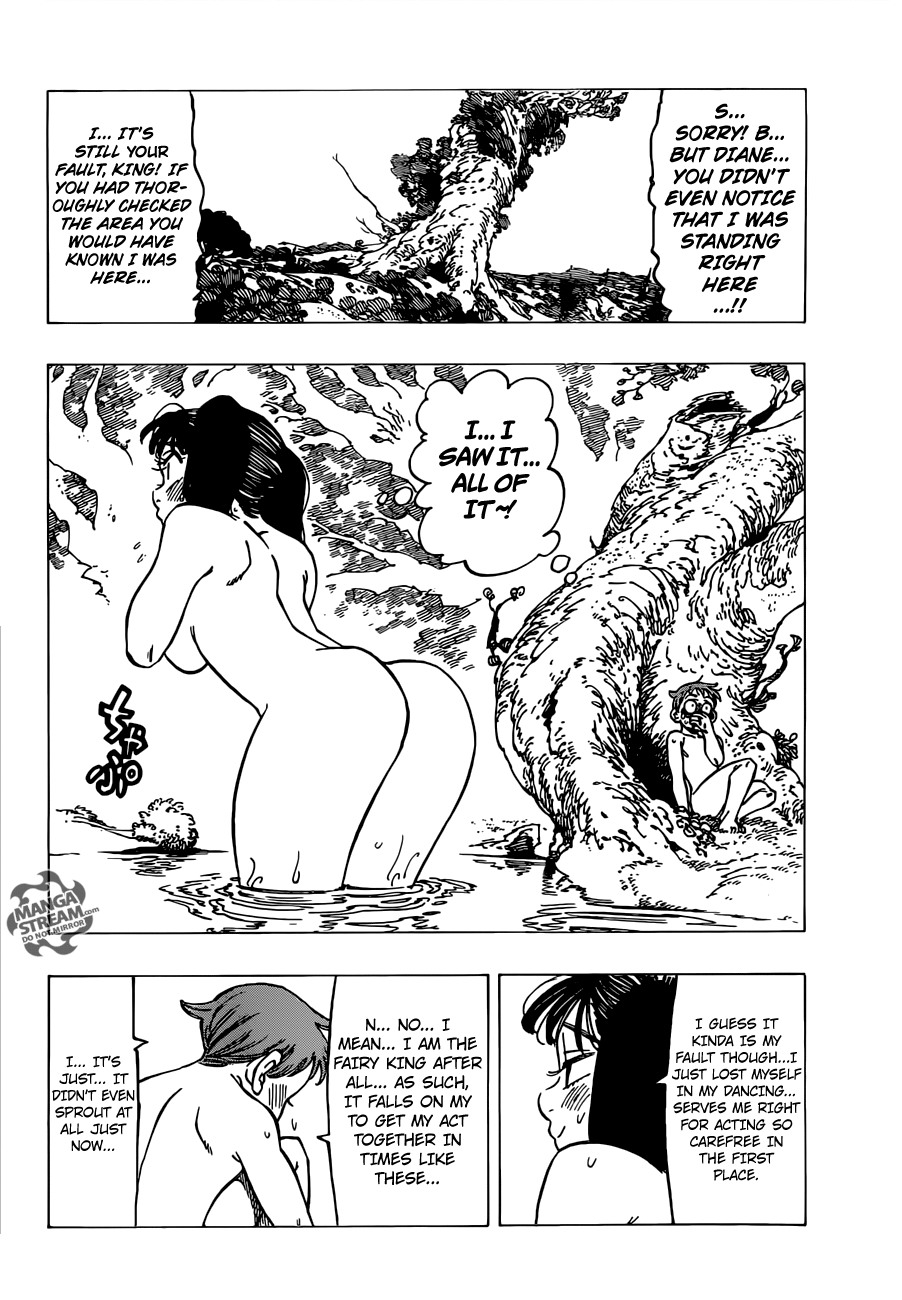 S...
SORRY! B...
BUT DIANE...
YOU DIDN'T
EVEN NOTICE
THAT I WAS
STANDING
RIGHT
HERE
...!!
I... IT'S
STILL YOUR
FAULT, KING! IF
YOU HAD THOR-
OUGHLY CHECKED
THE AREA YOU
WOULD HAVE
KNOWN I WAS
HERE...
I... I
SAW IT...
ALL OF
IT~!
ちゃぷ
MANGA
STREAM.com
DO NOT MIRROR
I GUESS IT
KINDA IS MY
FAULT THOUGH...I
JUST LOST MYSELF
IN MY DANCING...
SERVES ME RIGHT
FOR ACTING SO
CAREFREE IN
THE FIRST
PLACE.
N... NO... I
MEAN... I AM THE
FAIRY KING AFTER
ALL... AS SUCH,
IT FALLS ON MY
TO GET MY ACT
TOGETHER IN
TIMES LIKE
THESE...
I... IT'S
JUST... IT
DIDN'T EVEN
SPROUT AT
ALL JUST
NOW...